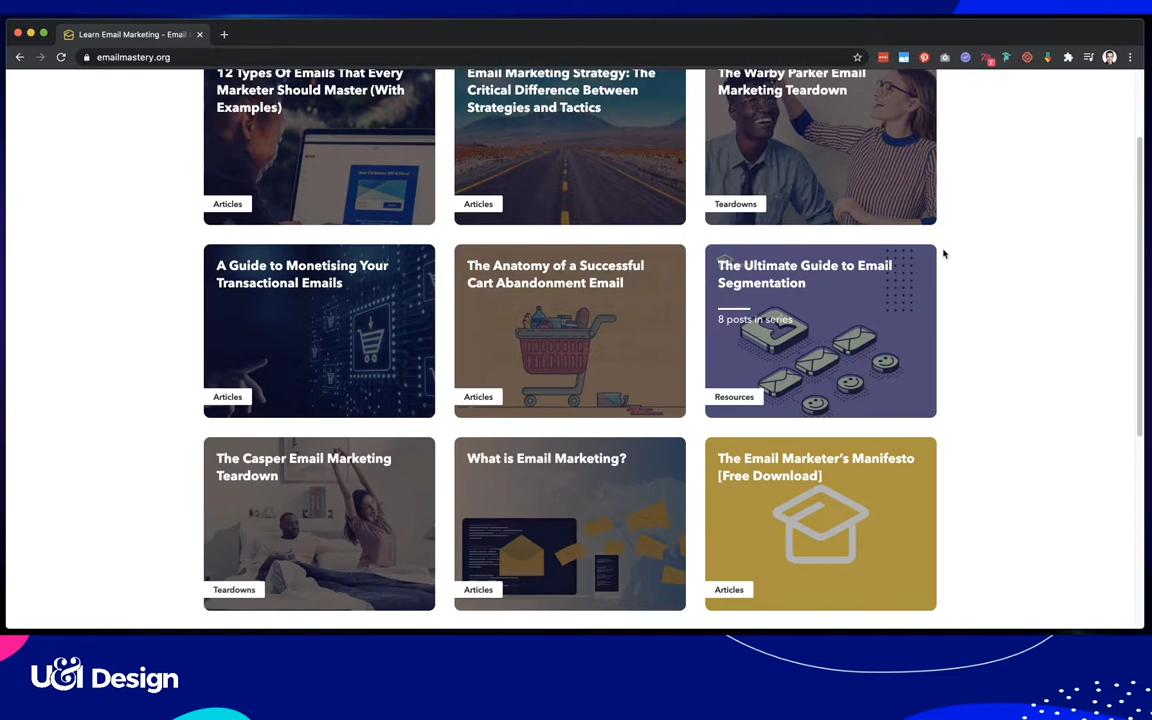 Learn Email Marketing - Email
emailmastery.org
12 Types Of Emails That Every
Marketer Should Master (With
Examples)
Articles
Email Marketing Strategy: The
Critical Difference Between
Strategies and Tactics
Articles
The Warby Parker Email
Marketing Teardown
Teardowns
A Guide to Monetising Your
Transactional Emails
Articles
The Anatomy of a Successful
Cart Abandonment Email
Articles
The Ultimate Guide to Email
Segmentation
8 posts in series
Resources
The Casper Email Marketing
Teardown
Teardowns
What is Email Marketing?
Articles
The Email Marketer’s Manifesto
[Free Download]
Articles
U&I Design